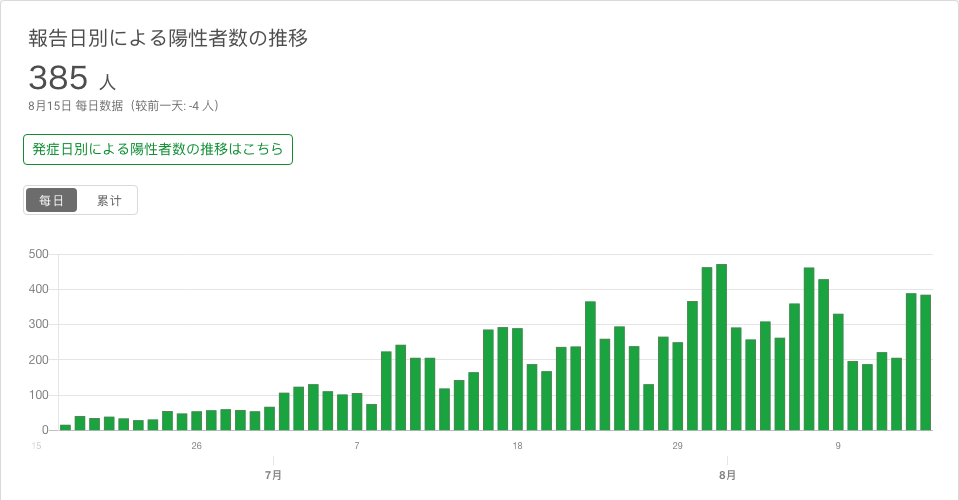 報告日別による陽性者数の推移
385 人
8月15日 每日数据（较前一天: -4 人）
発症日別による陽性者数の推移はこちら
每日 累计
500
400
300
200
100
0
15 26 7 18 29 9
7月 8月